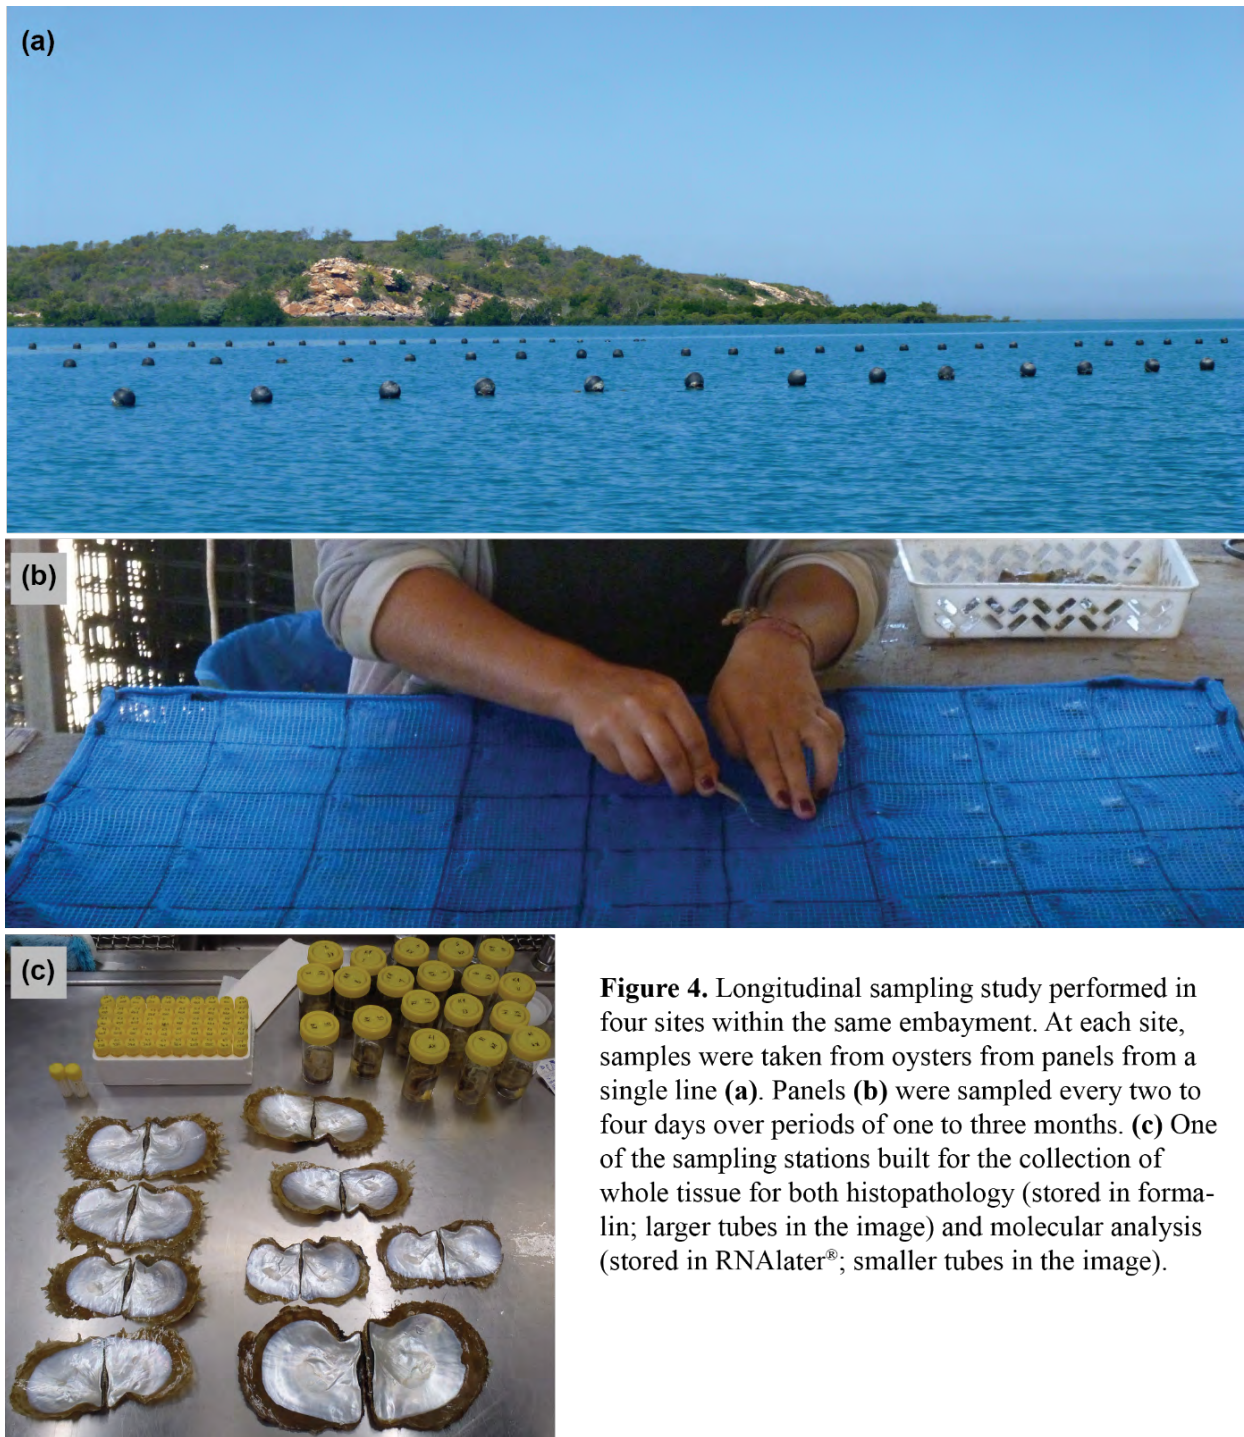 (a)
(b)
(c)
Figure 4. Longitudinal sampling study performed in
four sites within the same embayment. At each site,
samples were taken from oysters from panels from a
single line (a). Panels (b) were sampled every two to
four days over periods of one to three months. (c) One
of the sampling stations built for the collection of
whole tissue for both histopathology (stored in forma-
lin; larger tubes in the image) and molecular analysis
(stored in RNAlater®; smaller tubes in the image).